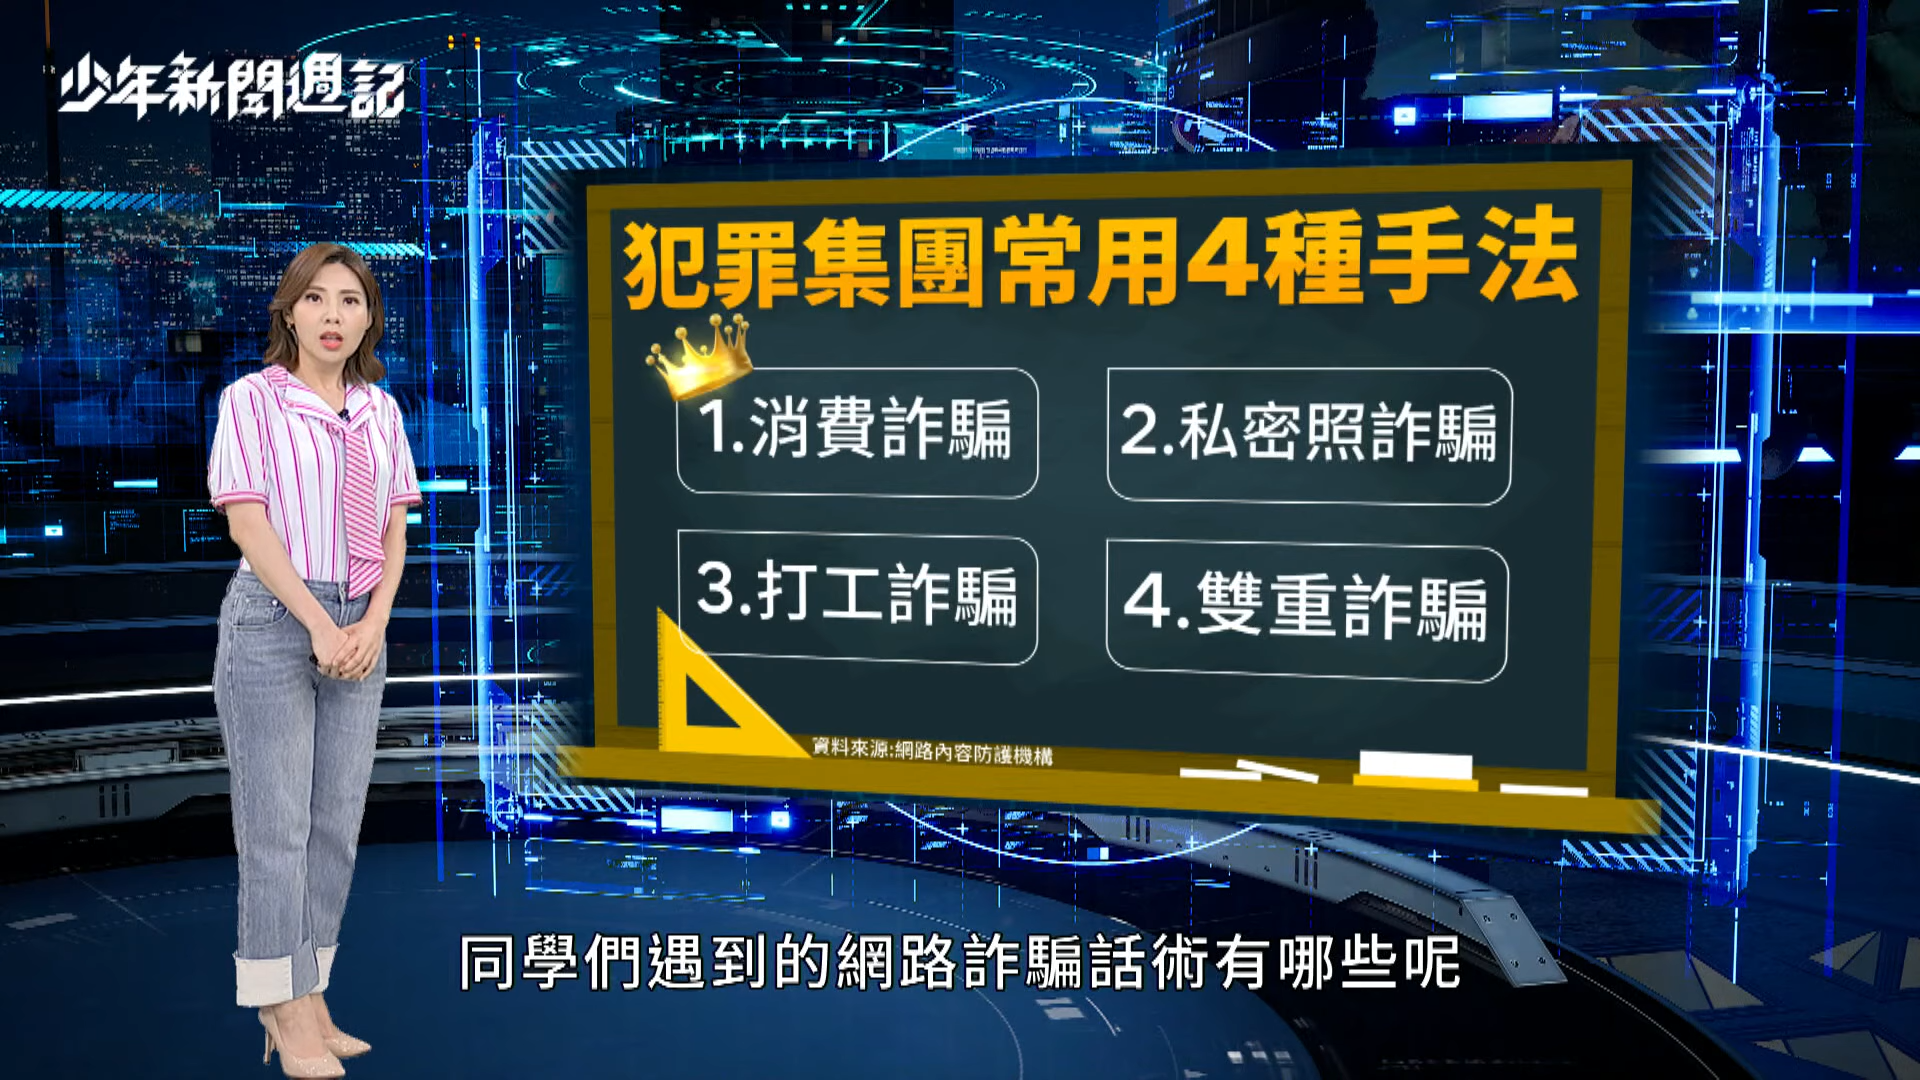 少年新聞週記
犯罪集團常用4種手法
1.消費詐騙
2.私密照詐騙
3.打工詐騙
4.雙重詐騙
資料來源:網路內容防護機構
同學們遇到的網路詐騙話術有哪些呢